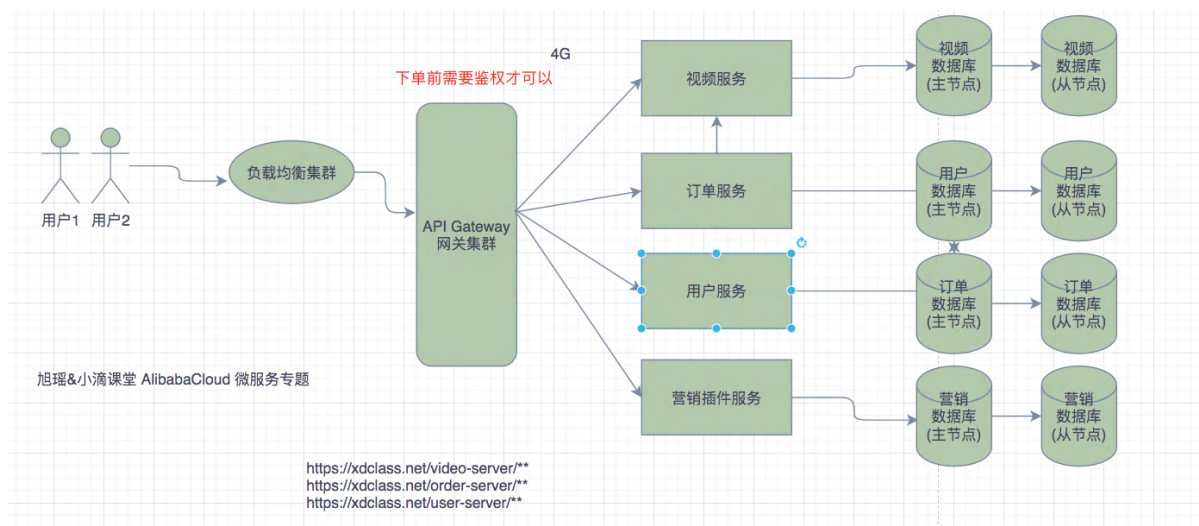 4G
下单前需要鉴权才可以
视频服务
视频
数据库
(主节点)
视频
数据库
(从节点)
用户1
用户2
负载均衡集群
API Gateway
网关集群
订单服务
用户
数据库
(主节点)
用户
数据库
(从节点)
用户服务
订单
数据库
(主节点)
订单
数据库
(从节点)
旭瑶&小滴课堂 AlibabaCloud 微服务专题
营销插件服务
营销
数据库
(主节点)
营销
数据库
(从节点)
https://xdclass.net/video-server/**
https://xdclass.net/order-server/**
https://xdclass.net/user-server/**